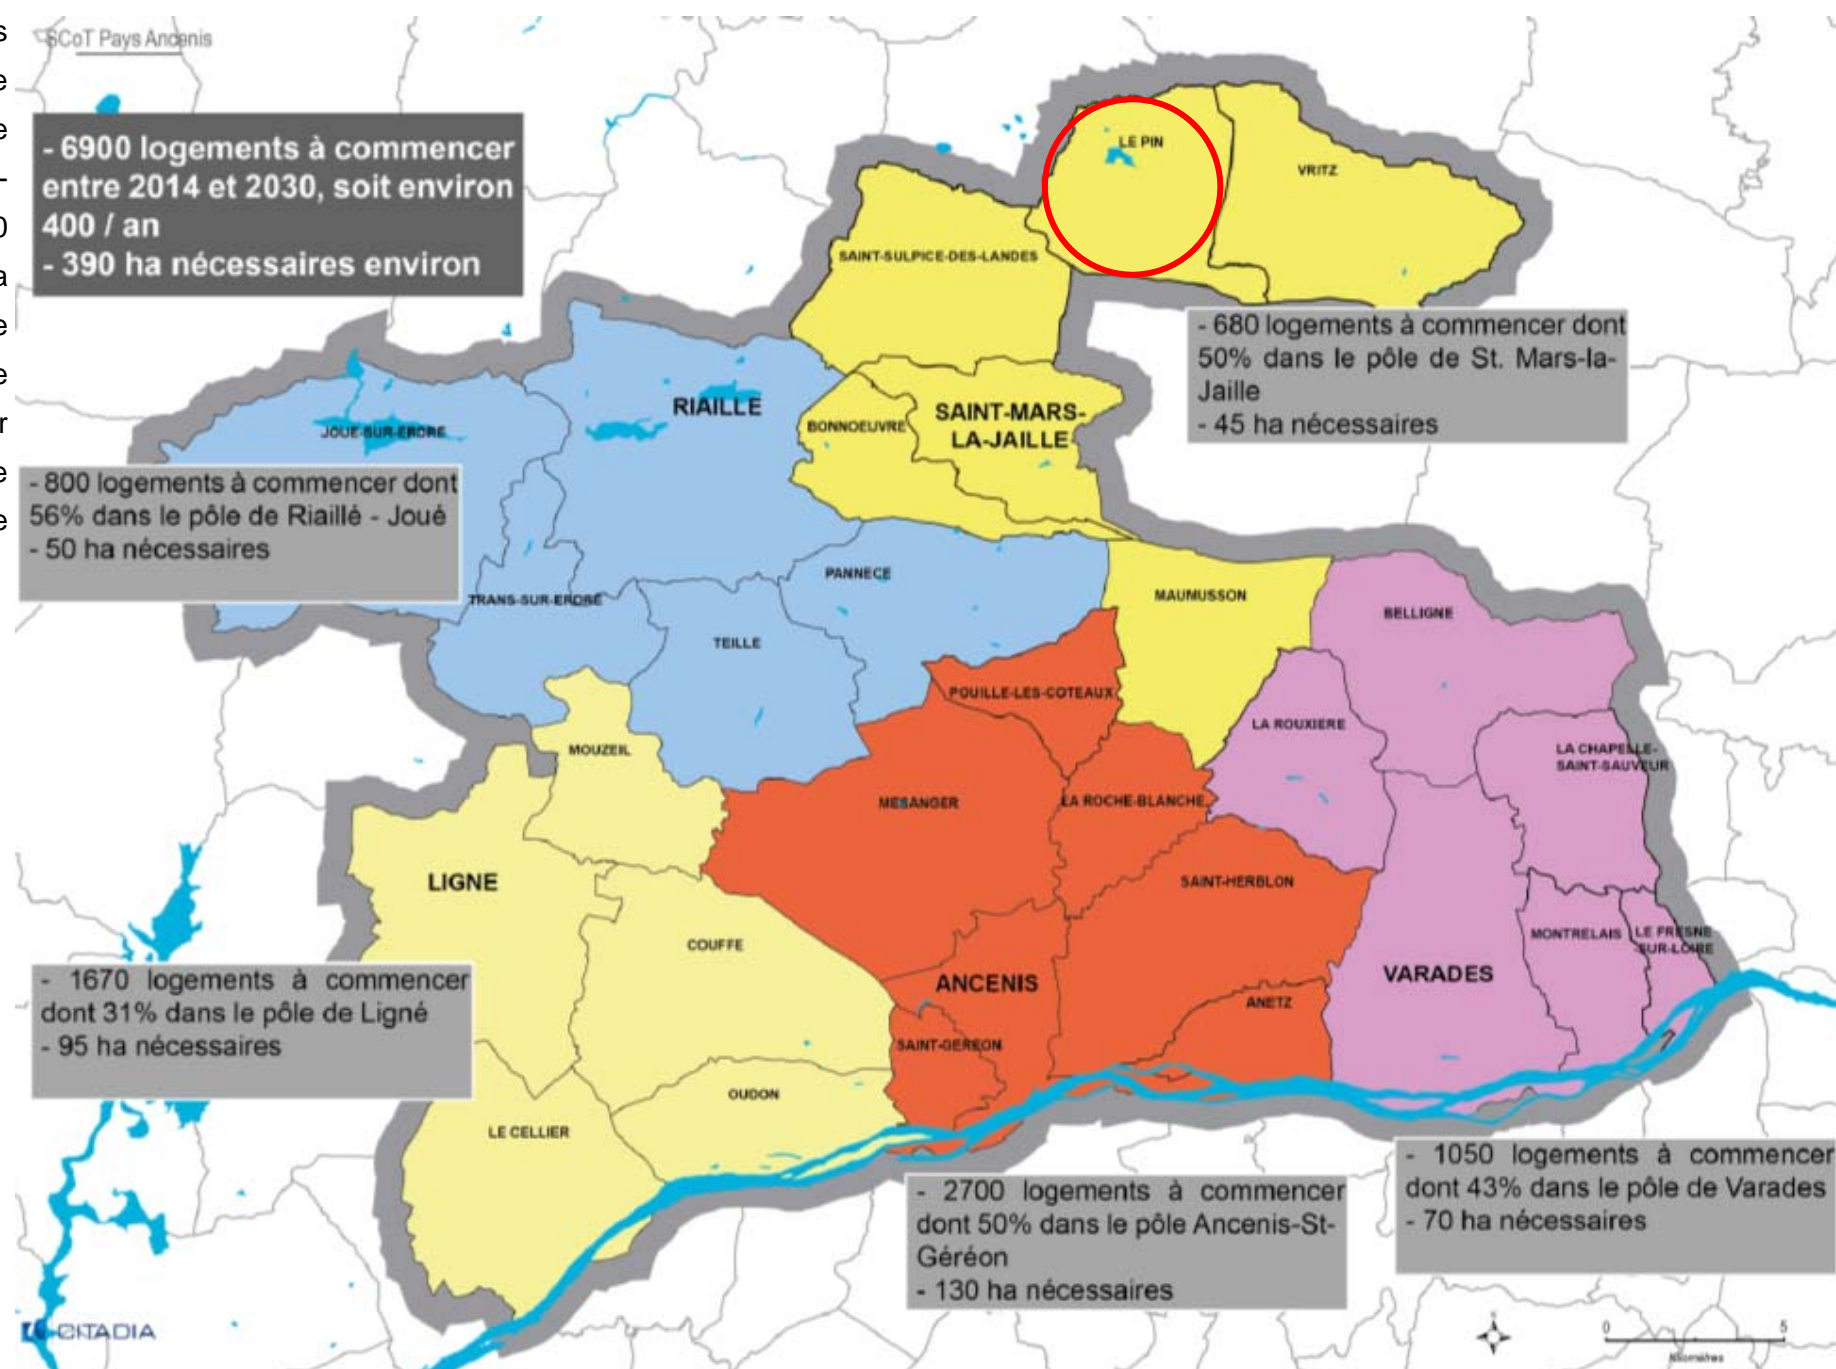 SCoT Pays Ancenis
s
e
e
-
0
a
e
e
r
e
e
- 6900 logements à commencer
entre 2014 et 2030, soit environ
400 / an
- 390 ha nécessaires environ
LE PIN
VRITZ
SAINT-SULPICE-DES-LANDES
- 680 logements à commencer dont
50% dans le pôle de St. Mars-la-
Jaille
- 45 ha nécessaires
RIAILLE
JOUE-SUR-ERDRE
BONNOEUVRE
SAINT-MARS-
LA-JAILLE
- 800 logements à commencer dont
56% dans le pôle de Riaillé - Joué
- 50 ha nécessaires
TRANS-SUR-ERDRE
PANNECE
TEILLE
MAUMUSSON
BELLIGNE
POUILLE-LES-COTEAUX
LA ROUXIERE
MOUZEIL
LA CHAPELLE-
SAINT-SAUVEUR
MESANGER
LA ROCHE-BLANCHE
LIGNE
SAINT-HERBLON
COUFFE
MONTRELAIS
LE FRESNE
-SUR-LOIRE
ANCENIS
VARADES
ANETZ
- 1670 logements à commencer
dont 31% dans le pôle de Ligné
- 95 ha nécessaires
SAINT-GEREON
OUDON
LE CELLIER
- 2700 logements à commencer
dont 50% dans le pôle Ancenis-St-
Géréon
- 130 ha nécessaires
- 1050 logements à commencer
dont 43% dans le pôle de Varades
- 70 ha nécessaires
CITADIA
0 5
Kilomètres